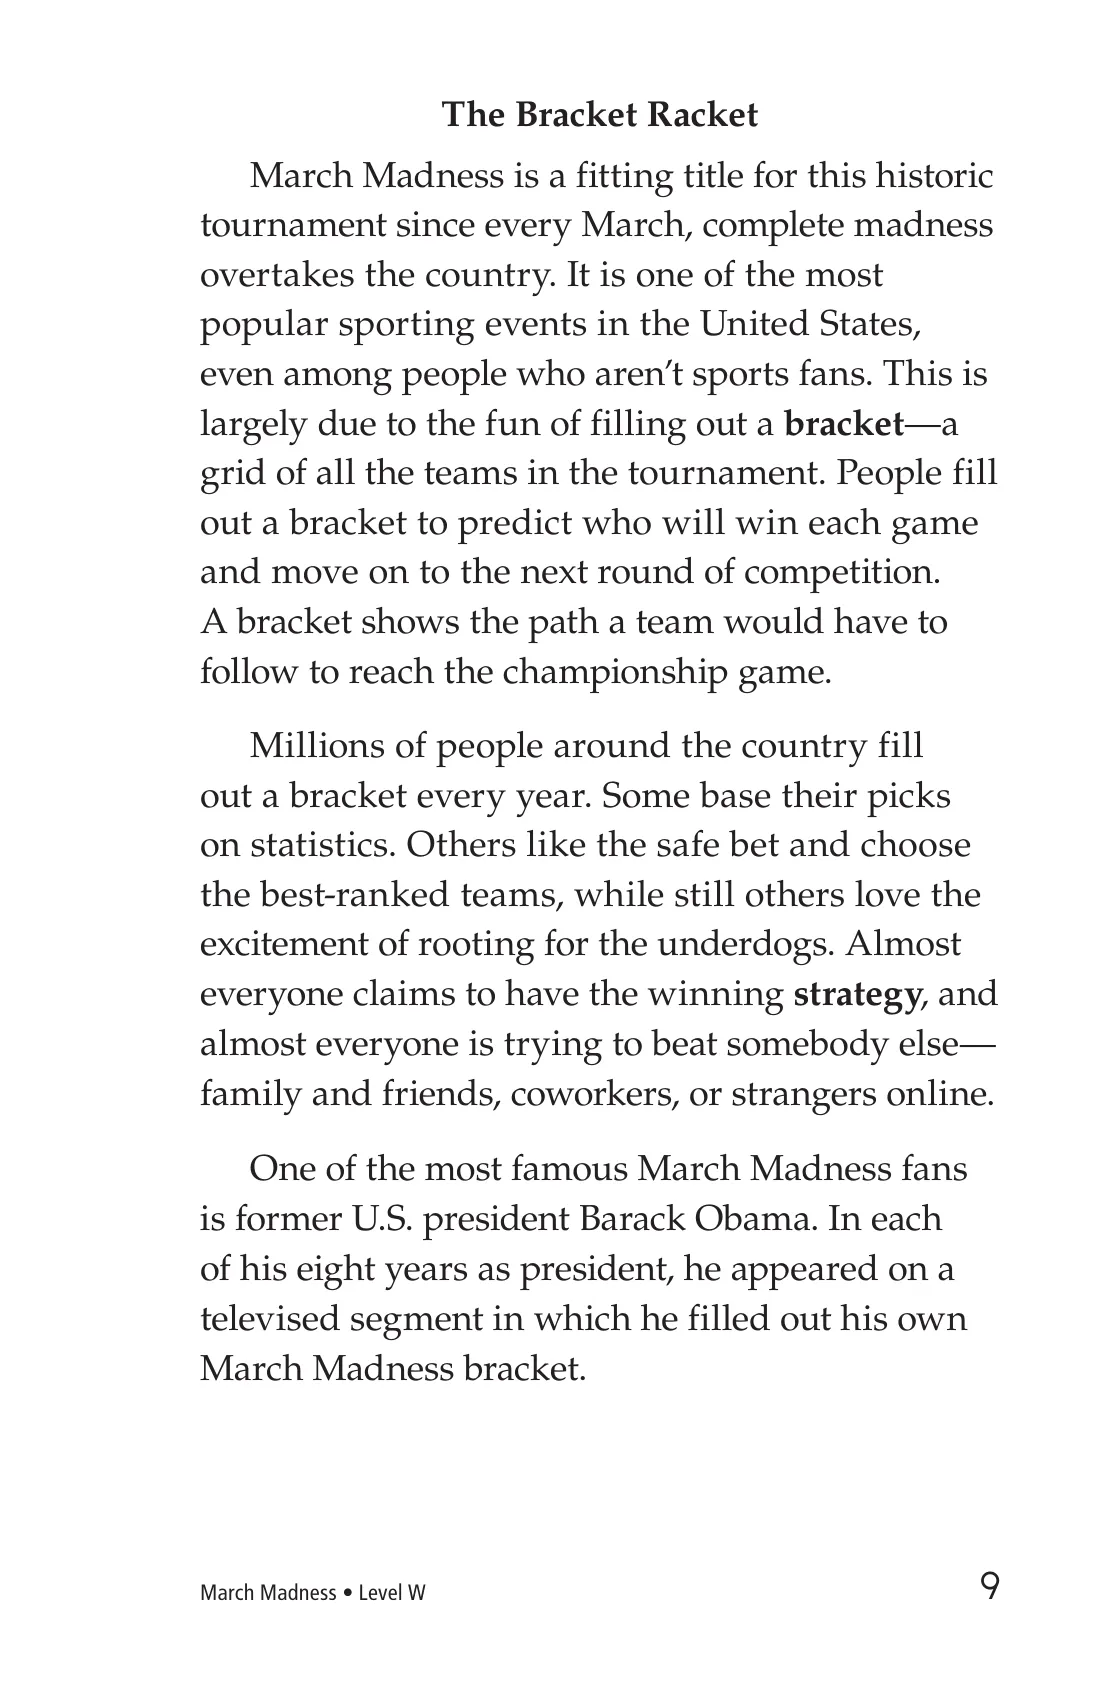 The Bracket Racket
March Madness is a fitting title for this historic
tournament since every March, complete madness
overtakes the country. It is one of the most
popular sporting events in the United States,
even among people who aren’t sports fans. This is
largely due to the fun of filling out a bracket—a
grid of all the teams in the tournament. People fill
out a bracket to predict who will win each game
and move on to the next round of competition.
A bracket shows the path a team would have to
follow to reach the championship game.
Millions of people around the country fill
out a bracket every year. Some base their picks
on statistics. Others like the safe bet and choose
the best-ranked teams, while still others love the
excitement of rooting for the underdogs. Almost
everyone claims to have the winning strategy, and
almost everyone is trying to beat somebody else—
family and friends, coworkers, or strangers online.
One of the most famous March Madness fans
is former U.S. president Barack Obama. In each
of his eight years as president, he appeared on a
televised segment in which he filled out his own
March Madness bracket.
March Madness • Level W
9